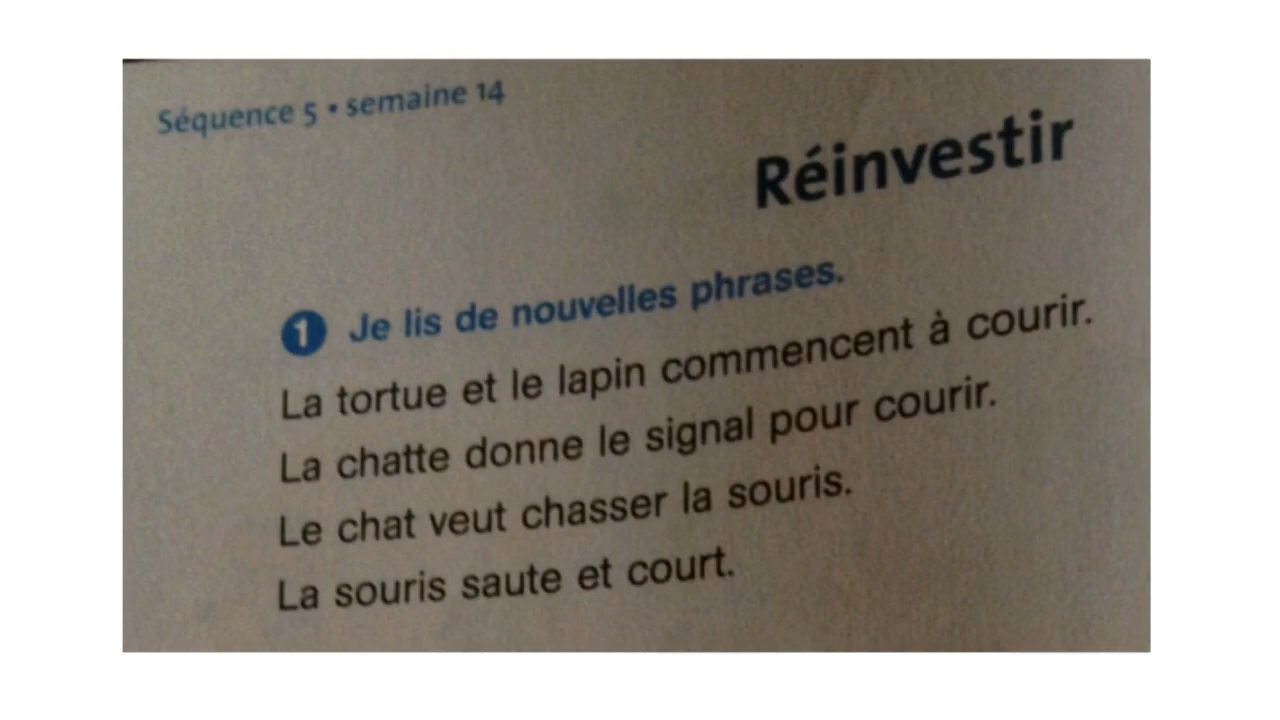 Séquence 5 • semaine 14
Réinvestir
1 Je lis de nouvelles phrases.
La tortue et le lapin commencent à courir.
La chatte donne le signal pour courir.
Le chat veut chasser la souris.
La souris saute et court.